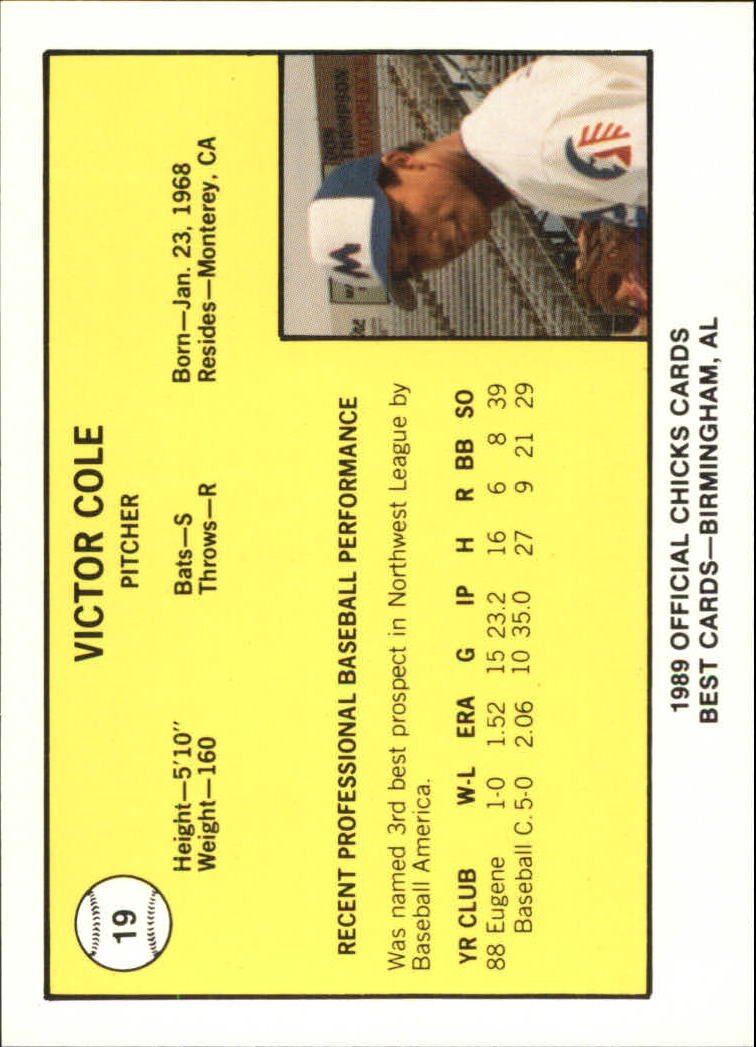 19
VICTOR COLE
PITCHER
Height—5'10" Bats—S Born—Jan. 23, 1968
Weight—160 Throws—R Resides—Monterey, CA
RECENT PROFESSIONAL BASEBALL PERFORMANCE
Was named 3rd best prospect in Northwest League by
Baseball America.
YR CLUB W-L ERA G IP H R BB SO
88 Eugene 1-0 1.52 15 23.2 16 6 8 39
Baseball C. 5-0 2.06 10 35.0 27 9 21 29
W
THOMPSON
1989 OFFICIAL CHICKS CARDS
BEST CARDS—BIRMINGHAM, AL